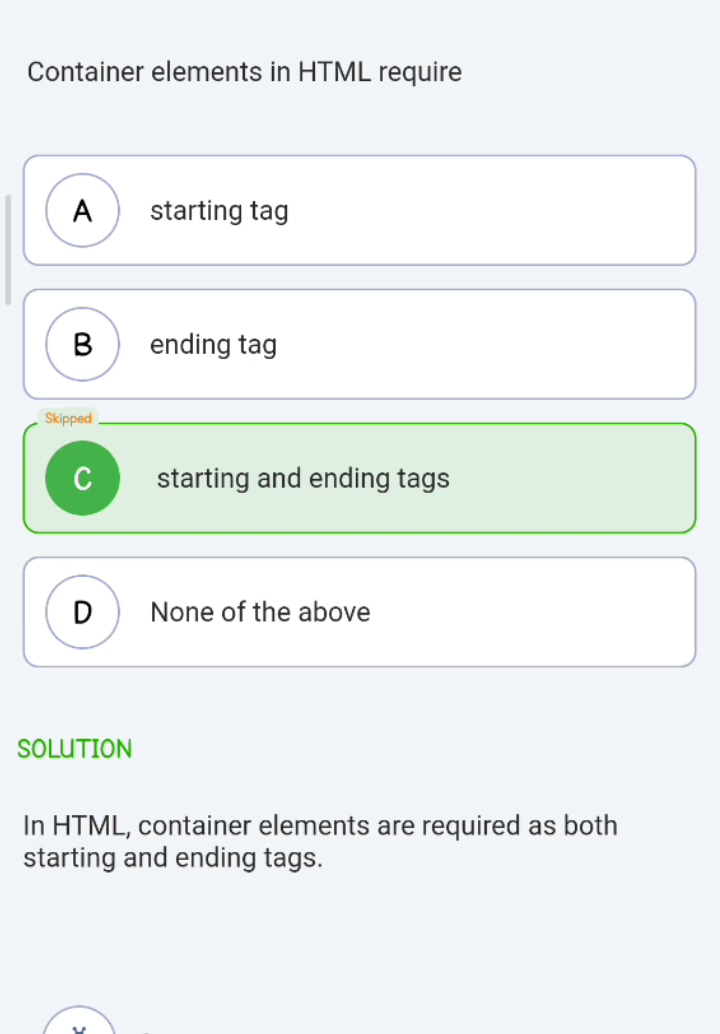 Container elements in HTML require
A starting tag
B ending tag
Skipped
C starting and ending tags
D None of the above
SOLUTION
In HTML, container elements are required as both
starting and ending tags.